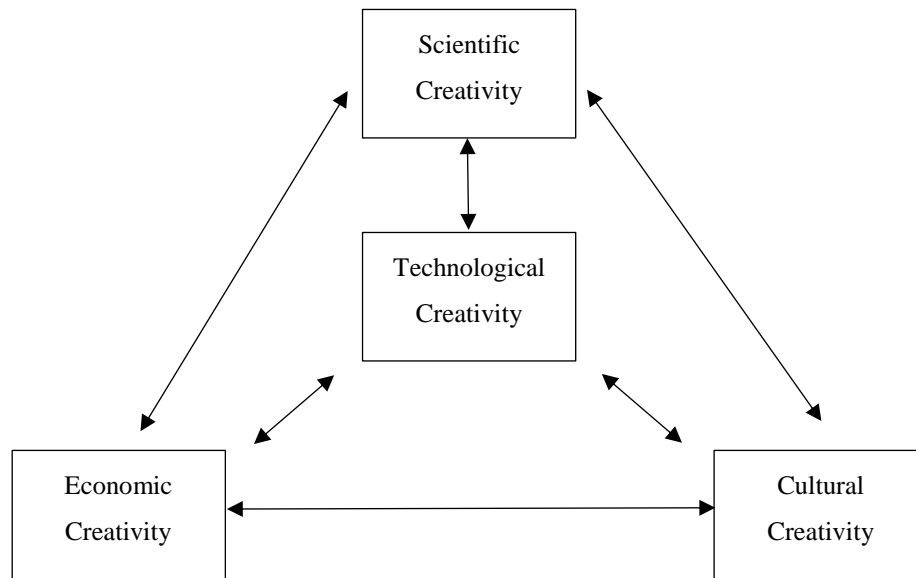 Scientific
Creativity
Technological
Creativity
Economic
Creativity
Cultural
Creativity